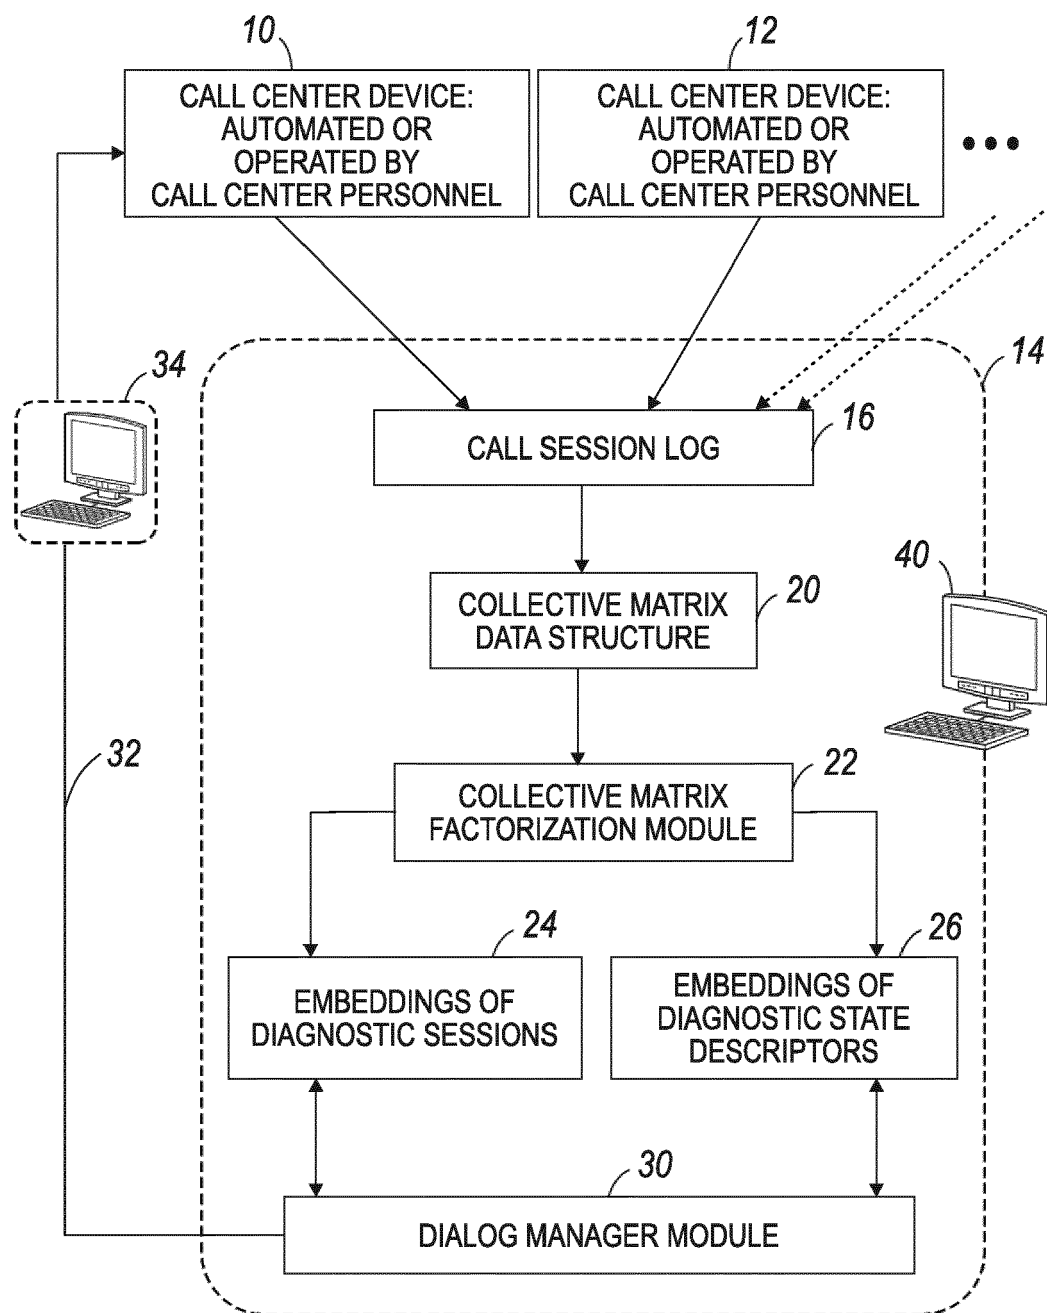 10
12
CALL CENTER DEVICE:
AUTOMATED OR
OPERATED BY
CALL CENTER PERSONNEL
CALL CENTER DEVICE:
AUTOMATED OR
OPERATED BY
CALL CENTER PERSONNEL
34
14
16
CALL SESSION LOG
40
20
COLLECTIVE MATRIX
DATA STRUCTURE
32
22
COLLECTIVE MATRIX
FACTORIZATION MODULE
24
26
EMBEDDINGS OF
DIAGNOSTIC SESSIONS
EMBEDDINGS OF
DIAGNOSTIC STATE
DESCRIPTORS
30
DIALOG MANAGER MODULE